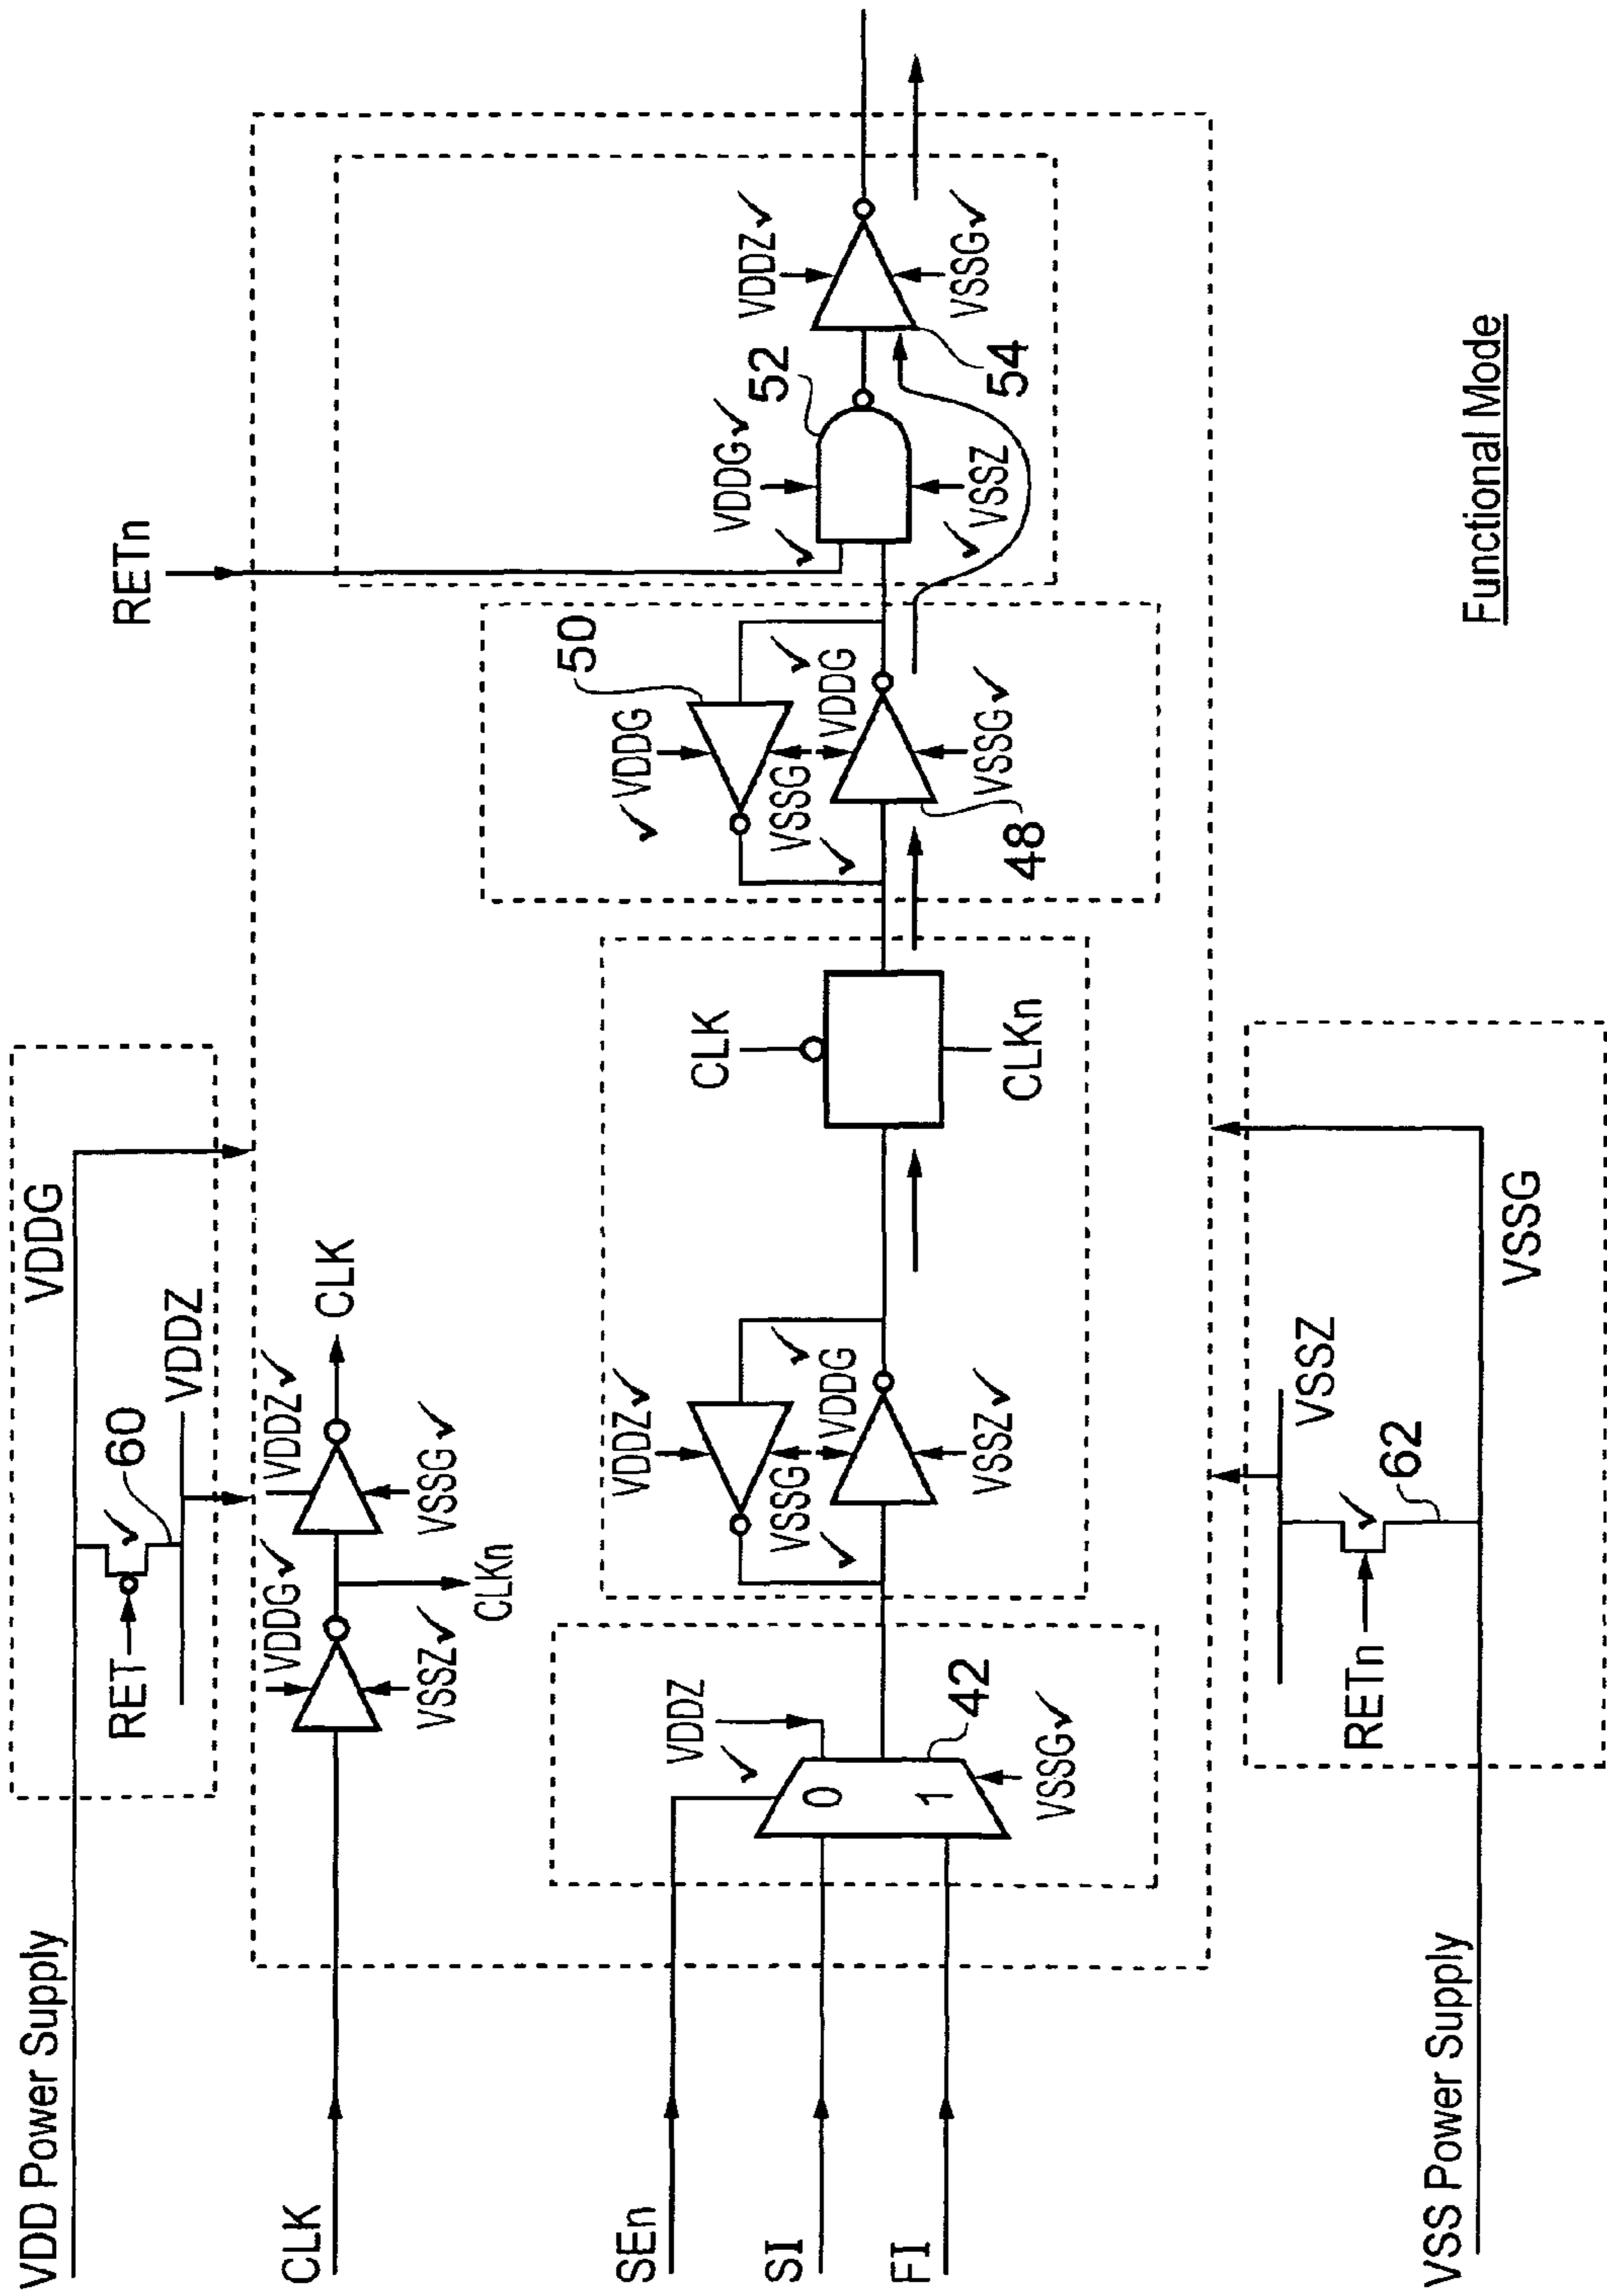 VDD Power Supply
VDDG
RET
60
VDDZ
CLK
VDDG
VSSZ
CLKn
VDDZ
VSSG
CLK
RETn
SEn
SI
FI
VDDZ
0
1
42
VSSG
VDDZ
VSSG
VDDG
VSSZ
CLK
CLKn
50
VDDG
VSSG
VDDG
VSSG
48
VDDG
52
VSSZ
VDDZ
VSSG
54
VSSZ
RETn
62
VSS Power Supply
VSSG
Functional Mode